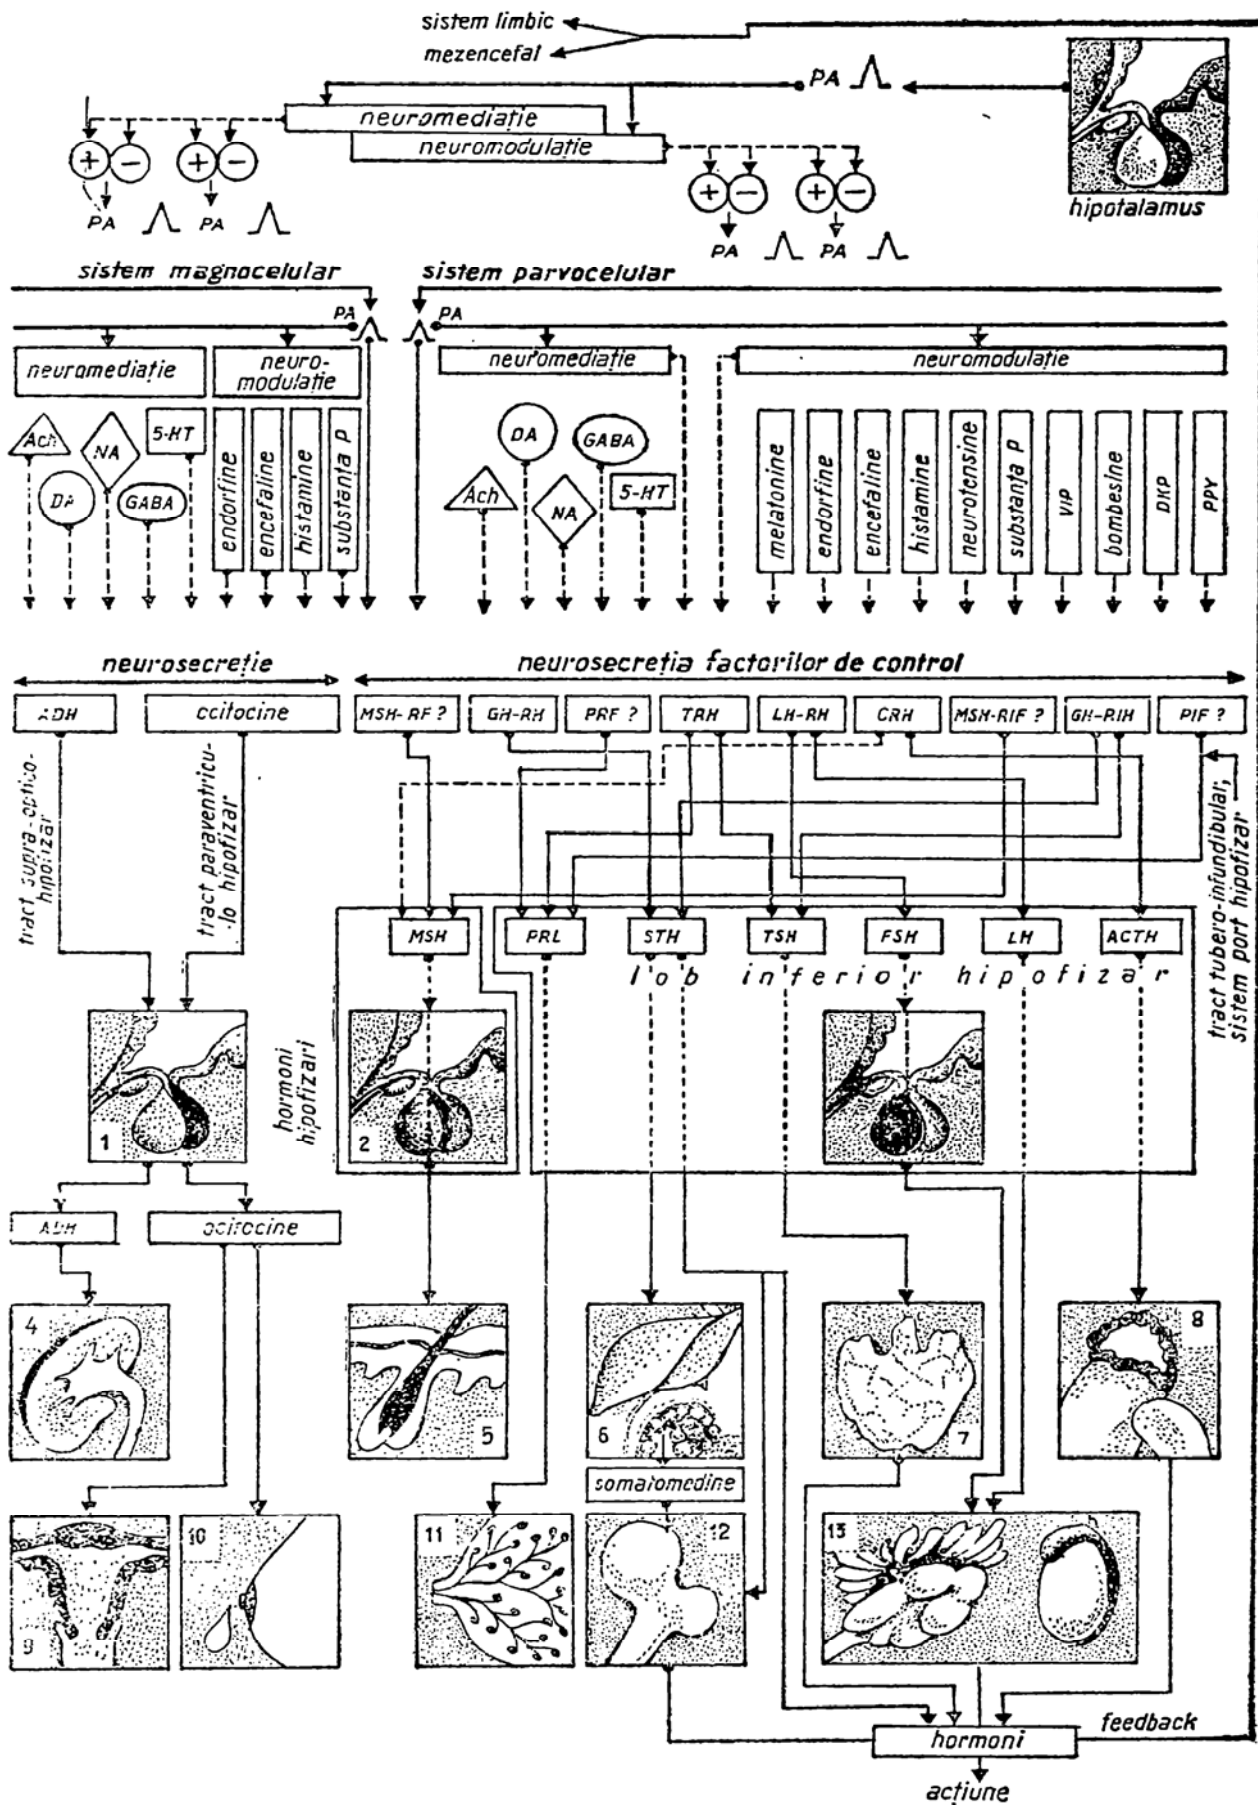 sistem limbic
mezencefal
PA
neuromediație
neuromodulație
+ − + −
+ − + −
PA PA
PA PA
hipotalamus
sistem magnocelular
sistem parvocelular
PA
PA
neuromediație
neuro-
modulație
neuromediație
neuromodulație
Ach
DA
NA
GABA
5-HT
endorfine
encefaline
histamine
substanța P
Ach
DA
NA
GABA
5-HT
melatonine
endorfine
encefaline
histamine
neurotensine
substanța P
VIP
bombesine
DKP
PPY
neurosecreție
neurosecreția factorilor de control
ADH
ocitocine
MSH-RF ?
GH-RH
PRF ?
TRH
LH-RH
CRH
MSH-RIF ?
GH-RIH
PIF ?
tract supra-optico-
hipofizar
tract paraventricu-
lo hipofizar
tract tubero-infundibular,
sistem port hipofizar
MSH
PRL
STH
TSH
FSH
LH
ACTH
lob inferior hipofizar
hormoni
hipofizari
1
2
ADH
ocitocine
4
5
6
7
8
somatomedine
9
10
11
12
13
hormoni
feedback
acțiune